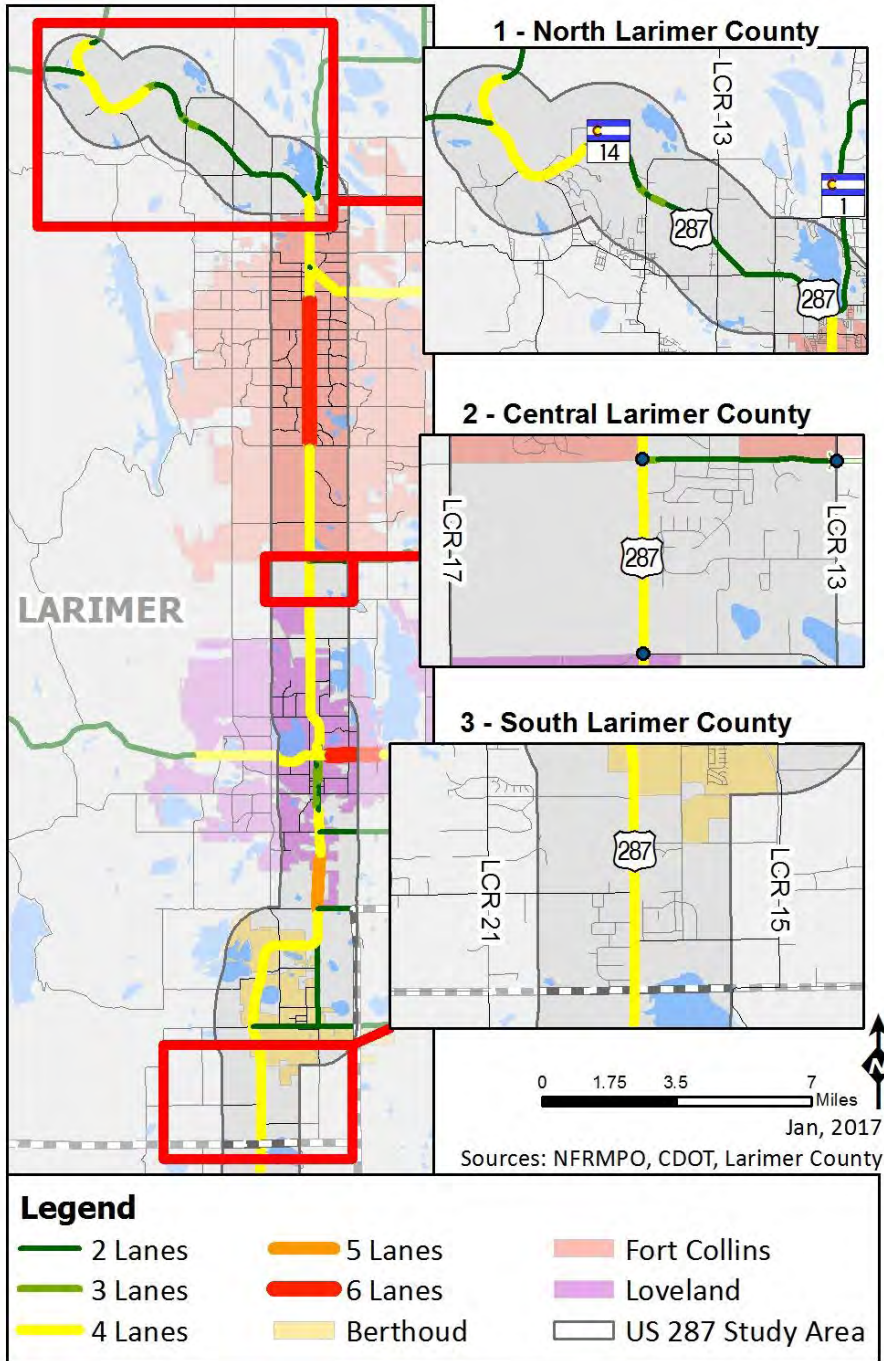 1 - North Larimer County
LCR-13
14
1
287
287
2 - Central Larimer County
LCR-17
287
LCR-13
LARIMER
3 - South Larimer County
287
LCR-21
LCR-15
0 1.75 3.5 7
Miles
N
Jan, 2017
Sources: NFRMPO, CDOT, Larimer County
Legend
2 Lanes 5 Lanes Fort Collins
3 Lanes 6 Lanes Loveland
4 Lanes Berthoud US 287 Study Area